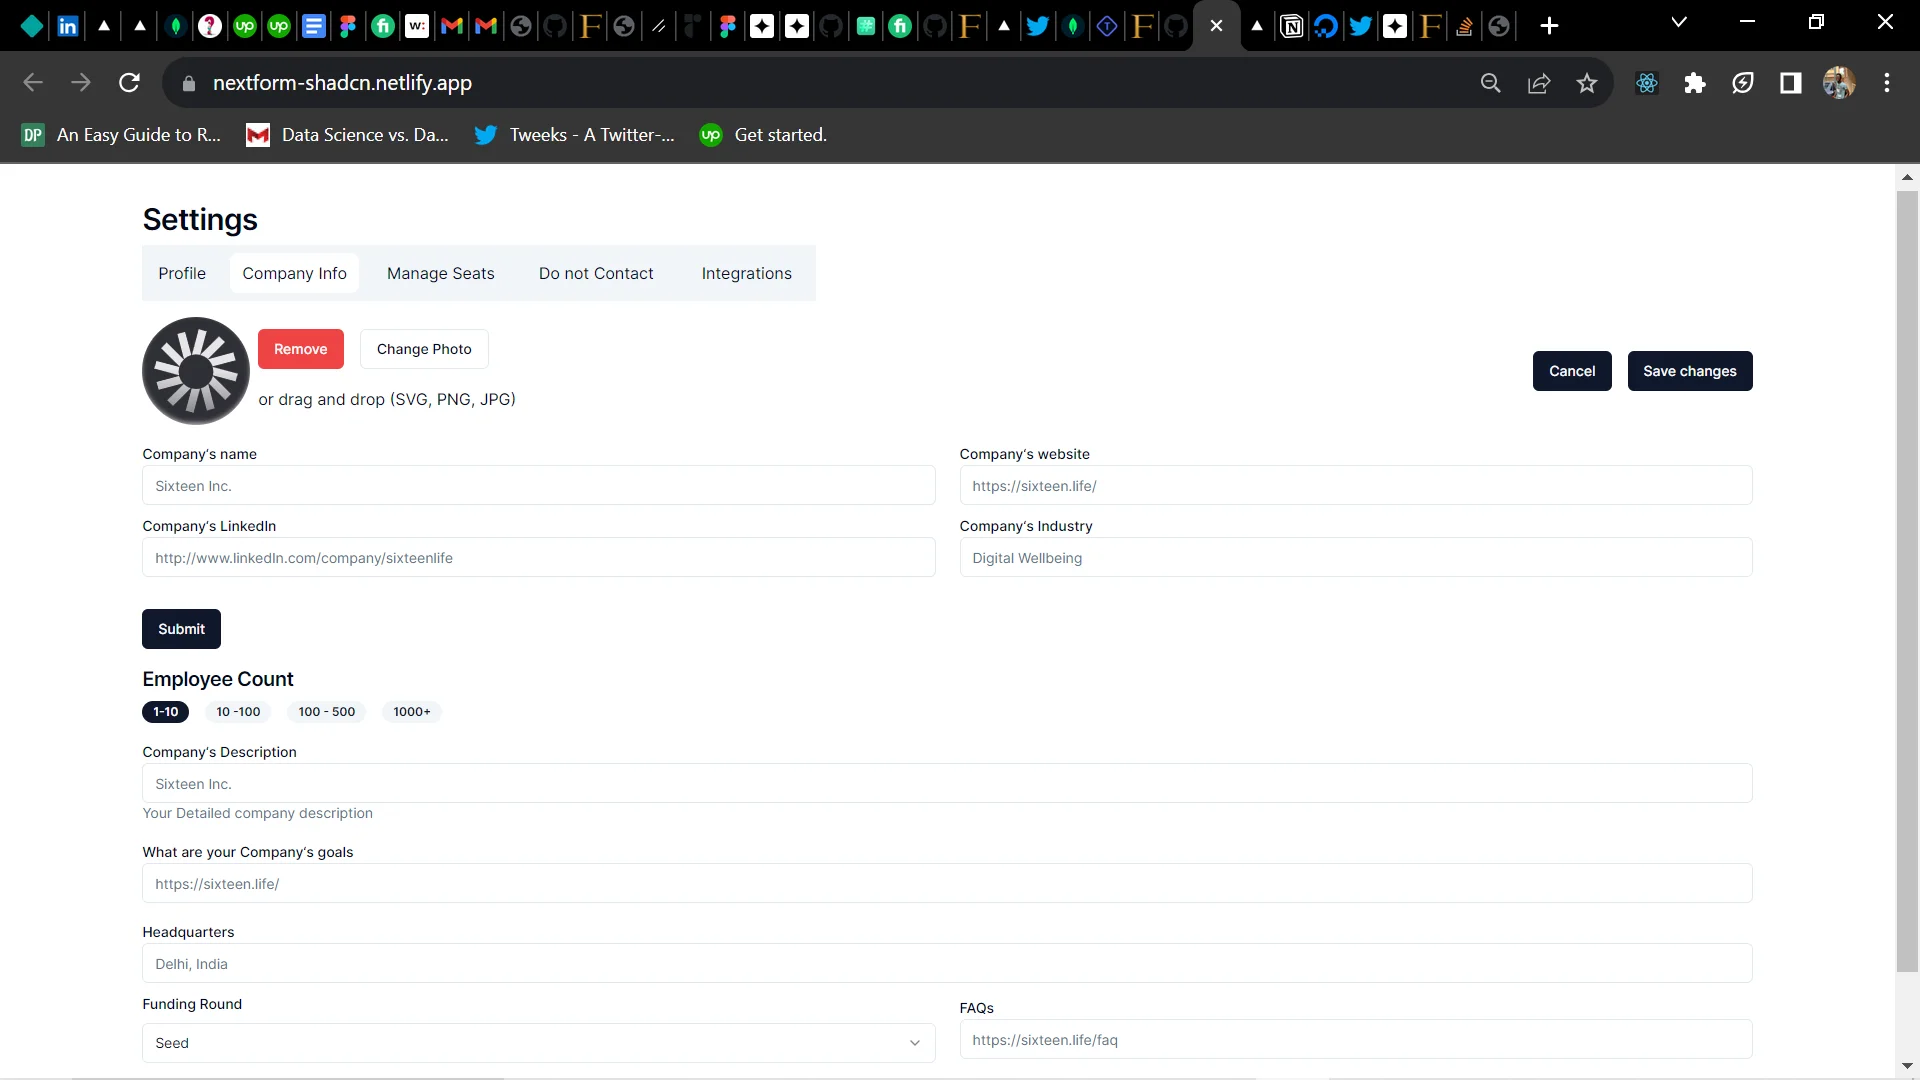 nextform-shadcn.netlify.app
DP An Easy Guide to R... Data Science vs. Da... Tweeks - A Twitter-... up Get started.
Settings
Profile Company Info Manage Seats Do not Contact Integrations
Remove Change Photo
or drag and drop (SVG, PNG, JPG)
Cancel Save changes
Company's name Company's website
Sixteen Inc. https://sixteen.life/
Company's LinkedIn Company's Industry
http://www.linkedIn.com/company/sixteenlife Digital Wellbeing
Submit
Employee Count
1-10 10 -100 100 - 500 1000+
Company's Description
Sixteen Inc.
Your Detailed company description
What are your Company's goals
https://sixteen.life/
Headquarters
Delhi, India
Funding Round FAQs
Seed https://sixteen.life/faq